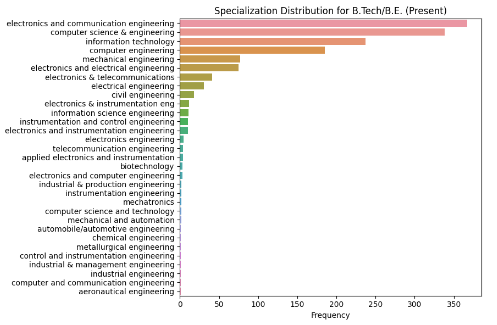 Specialization Distribution for B.Tech/B.E. (Present)
electronics and communication engineering
computer science & engineering
information technology
computer engineering
mechanical engineering
electronics and electrical engineering
electronics & telecommunications
electrical engineering
civil engineering
electronics & instrumentation eng
information science engineering
instrumentation and control engineering
electronics and instrumentation engineering
electronics engineering
telecommunication engineering
applied electronics and instrumentation
biotechnology
electronics and computer engineering
industrial & production engineering
instrumentation engineering
mechatronics
computer science and technology
mechanical and automation
automobile/automotive engineering
chemical engineering
metallurgical engineering
control and instrumentation engineering
industrial & management engineering
industrial engineering
computer and communication engineering
aeronautical engineering
0 50 100 150 200 250 300 350
Frequency